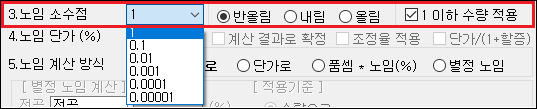 3.노임 소수점 1 반올림 내림 올림 1 이하 수량 적용
4.노임 단가 (%) 1 계산 결과로 확정 조정율 적용 단가/(1+할증)
0.1
0.01
5.노임 계산 방식 0.001 로 단가로 품셈 * 노임(%) 별정 노임
0.0001
[ 별정 노임 계산 ] 0.00001 [ 적용기준 ]
전공 전공